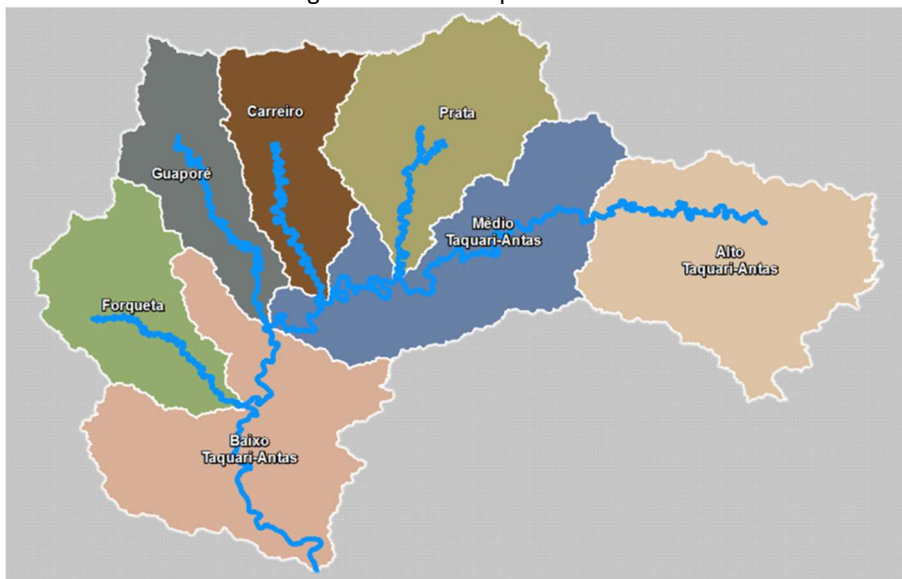 Carreiro
Prata
Guaporé
Médio
Taquari-Antas
Alto
Taquari-Antas
Forqueta
Baixo
Taquari-Antas